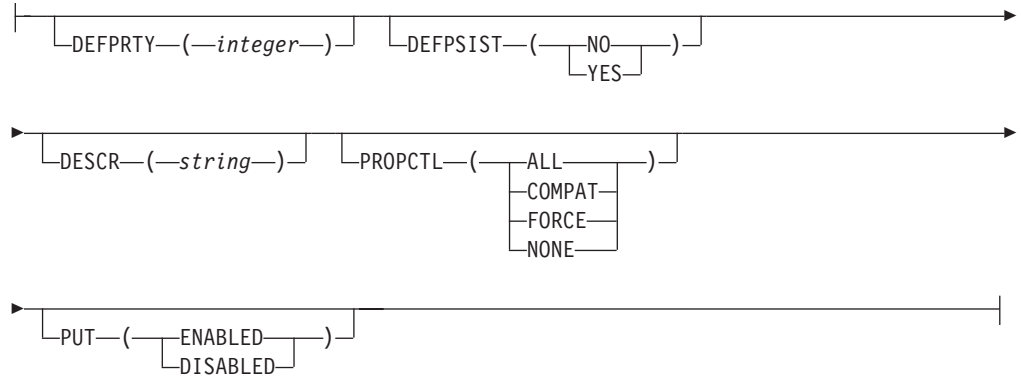 DEFPRTY ( integer ) DEFPSIST ( NO )
YES
DESCR ( string ) PROPCTL ( ALL )
COMPAT
FORCE
NONE
PUT ( ENABLED )
DISABLED